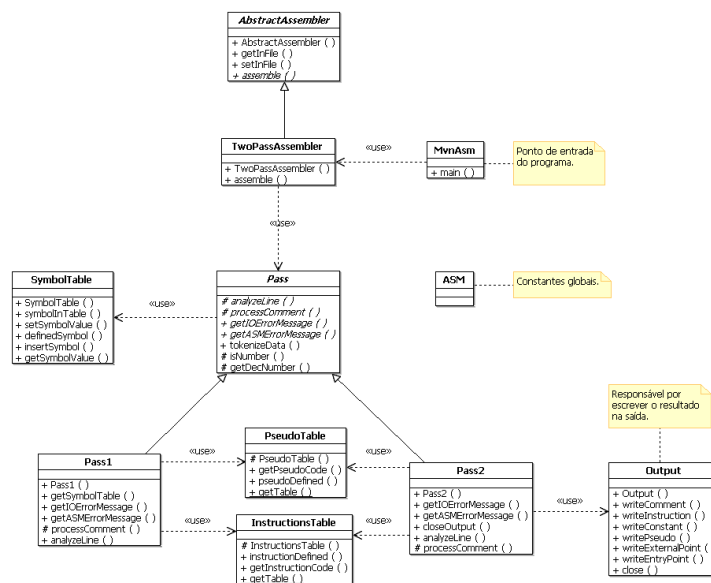 AbstractAssembler
+ AbstractAssembler ( )
+ getInFile ( )
+ setInFile ( )
+ assemble ( )
TwoPassAssembler
+ TwoPassAssembler ( )
+ assemble ( )
«use»
MvnAsm
+ main ( )
Ponto de entrada
do programa.
«use»
SymbolTable
+ SymbolTable ( )
+ symbolInTable ( )
+ setSymbolValue ( )
+ definedSymbol ( )
+ insertSymbol ( )
+ getSymbolValue ( )
«use»
Pass
# analyzeLine ( )
# processComment ( )
+ getIOErrorMessage ( )
+ getASMErrorMessage ( )
+ tokenizeData ( )
# isNumber ( )
# getDecNumber ( )
ASM
Constantes globais.
Responsável por
escrever o resultado
na saída.
Pass1
+ Pass1 ( )
+ getSymbolTable ( )
+ getIOErrorMessage ( )
+ getASMErrorMessage ( )
# processComment ( )
+ analyzeLine ( )
«use»
«use»
PseudoTable
# PseudoTable ( )
+ getPseudoCode ( )
+ pseudoDefined ( )
+ getTable ( )
InstructionsTable
# InstructionsTable ( )
+ instructionDefined ( )
+ getInstructionCode ( )
+ getTable ( )
«use»
«use»
Pass2
+ Pass2 ( )
+ getIOErrorMessage ( )
+ getASMErrorMessage ( )
+ closeOutput ( )
+ analyzeLine ( )
# processComment ( )
«use»
Output
+ Output ( )
+ writeComment ( )
+ writeInstruction ( )
+ writeConstant ( )
+ writePseudo ( )
+ writeExternalPoint (
+ writeEntryPoint ( )
+ close ( )